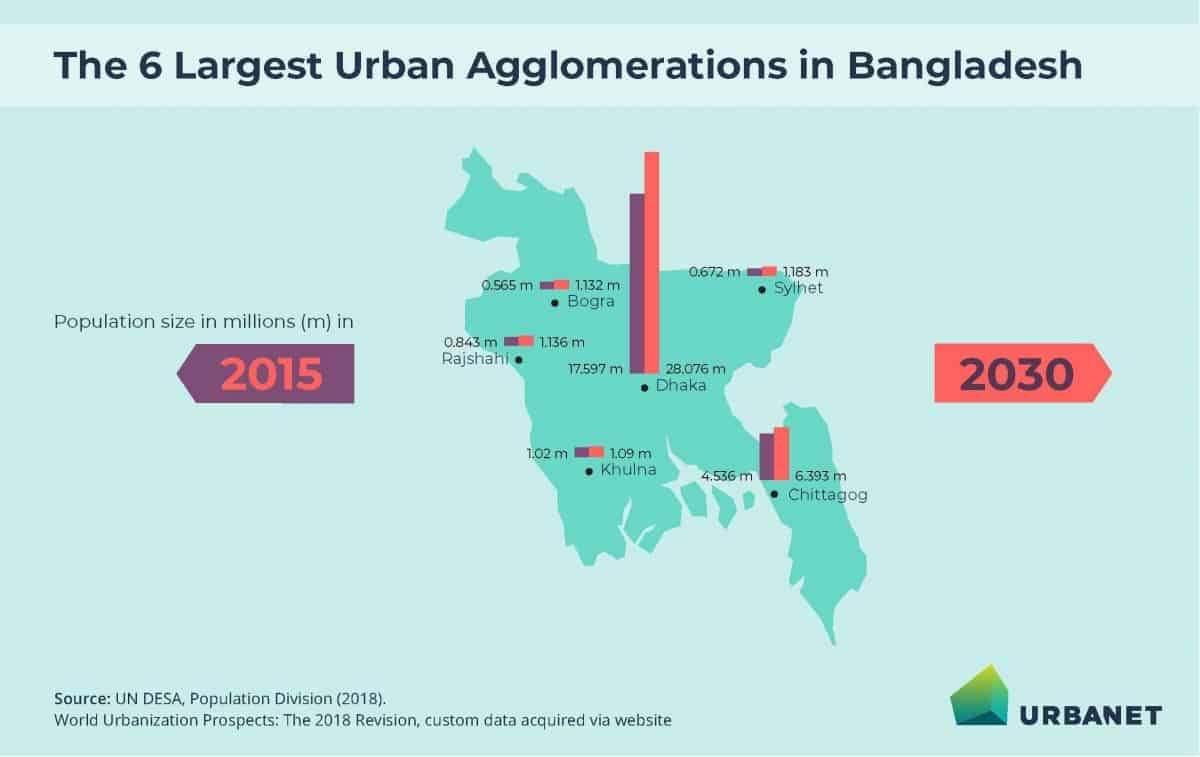 The 6 Largest Urban Agglomerations in Bangladesh
0.672 m 1.183 m
Sylhet
0.565 m 1.132 m
Bogra
Population size in millions (m) in
2015
0.843 m 1.136 m
Rajshahi
17.597 m 28.076 m
Dhaka
2030
1.02 m 1.09 m
Khulna
4.536 m 6.393 m
Chittagog
Source: UN DESA, Population Division (2018).
World Urbanization Prospects: The 2018 Revision, custom data acquired via website
URBANET